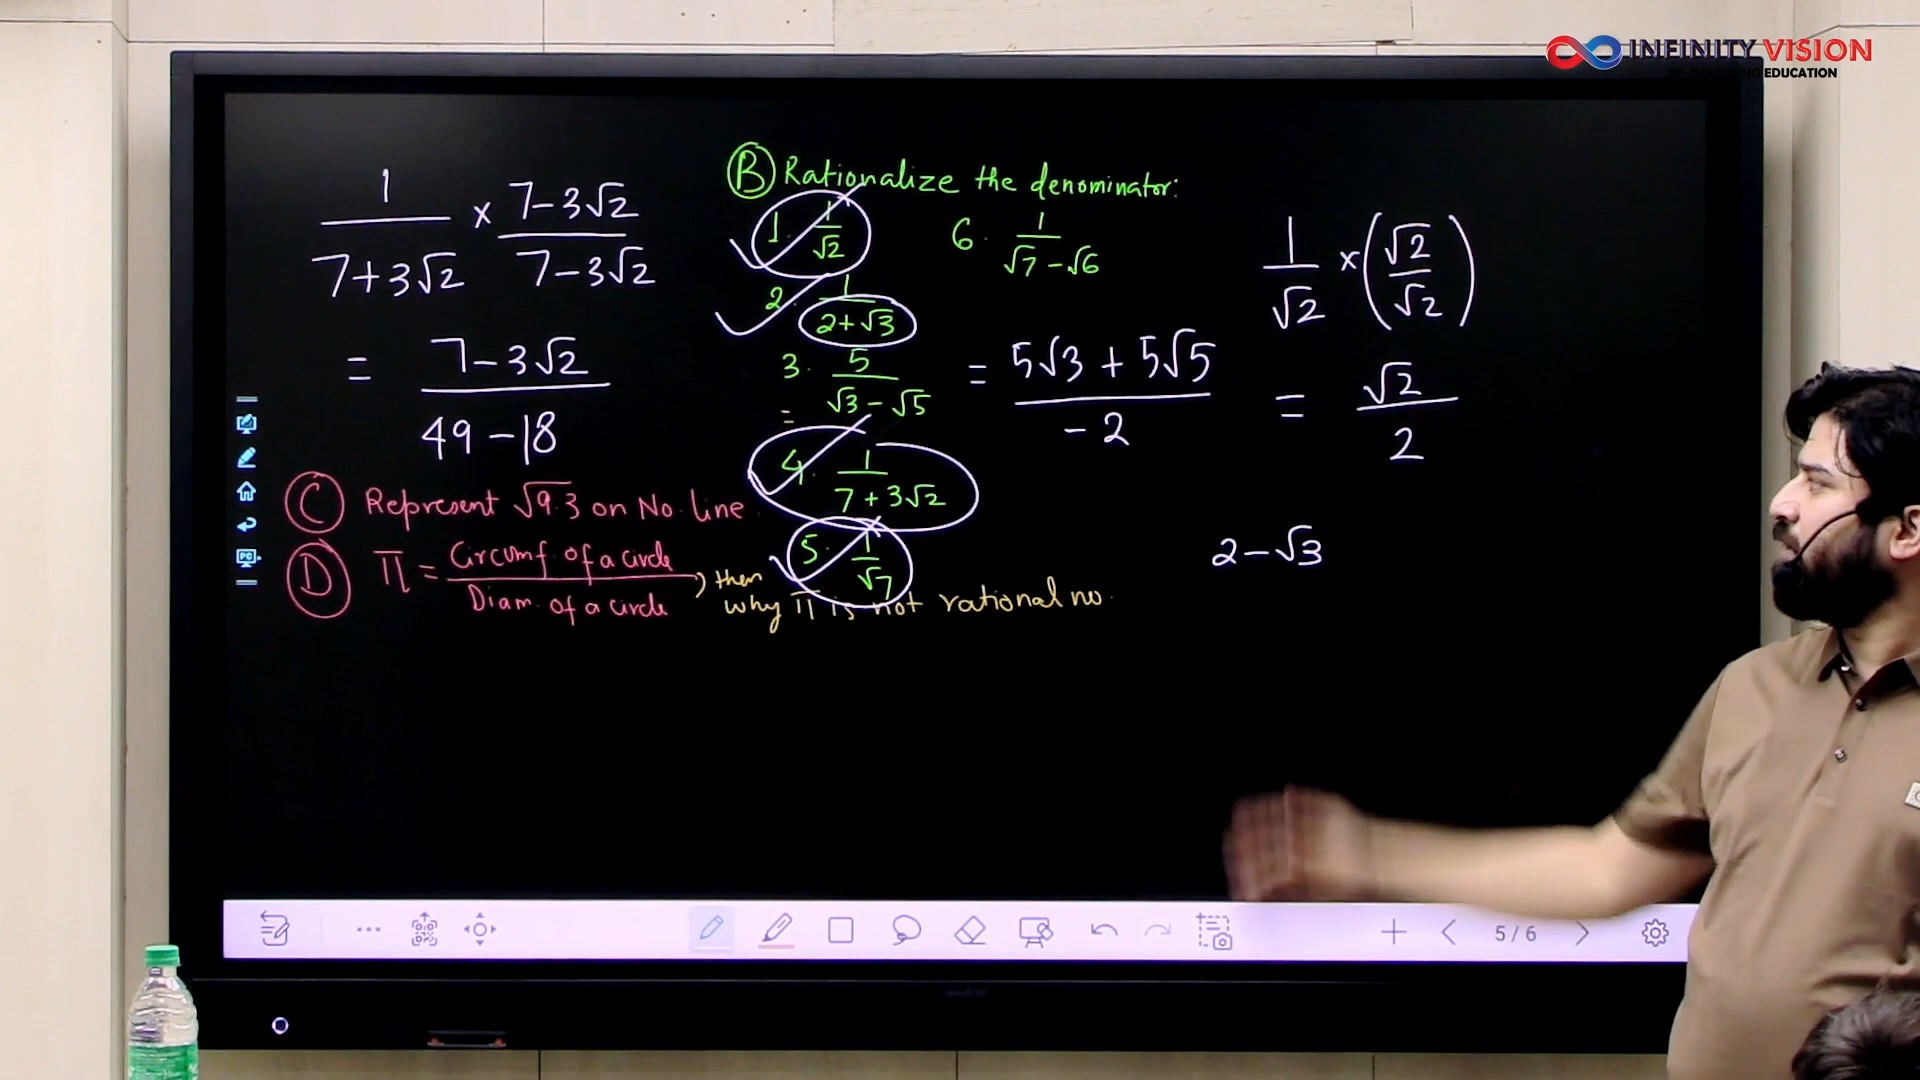 INFINITY VISION
EDUCATION
B Rationalize the denominator:
1. 1/√2
2. 1/(2+√3)
3. 5/(√3 - √5) = (5√3 + 5√5)/-2
4. 1/(7 + 3√2)
5. 1/√7
6. 1/(√7 - √6)
1/(7+3√2) × (7-3√2)/(7-3√2)
= (7-3√2)/(49-18)
1/√2 × (√2/√2)
= √2/2
2-√3
C Represent √9.3 on No. line
D π = Circumf. of a circle / Diam. of a circle, then
why π is not rational no.
5/6
PC